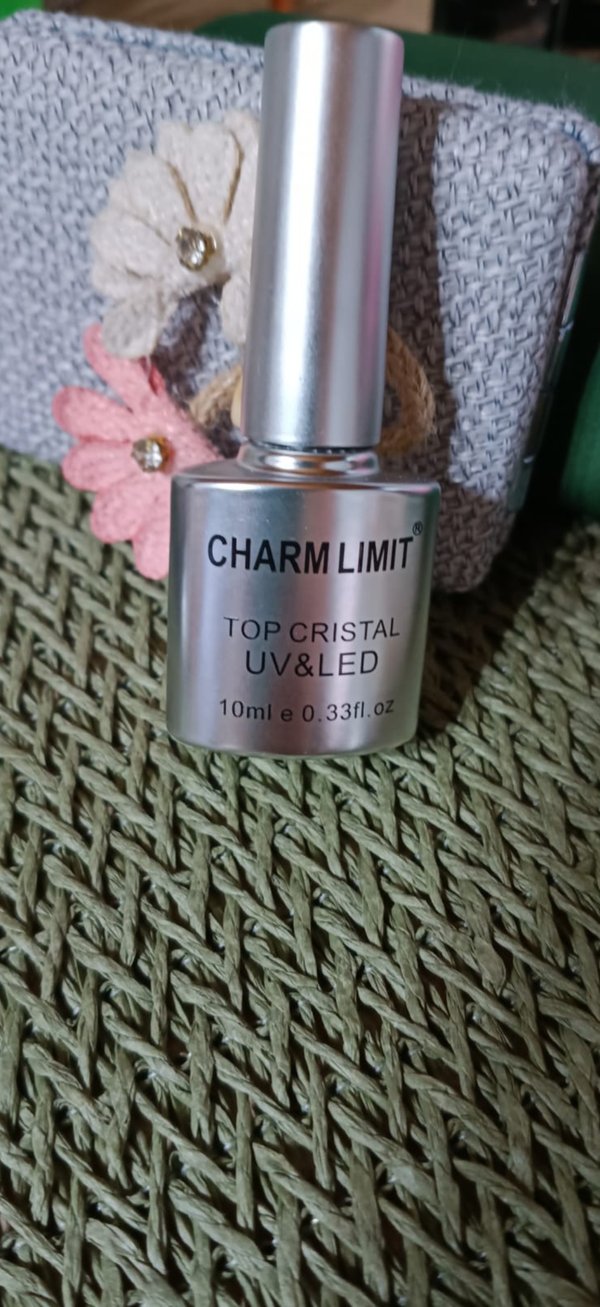 CHARM LIMIT®
TOP CRISTAL
UV&LED
10ml e 0.33fl.oz